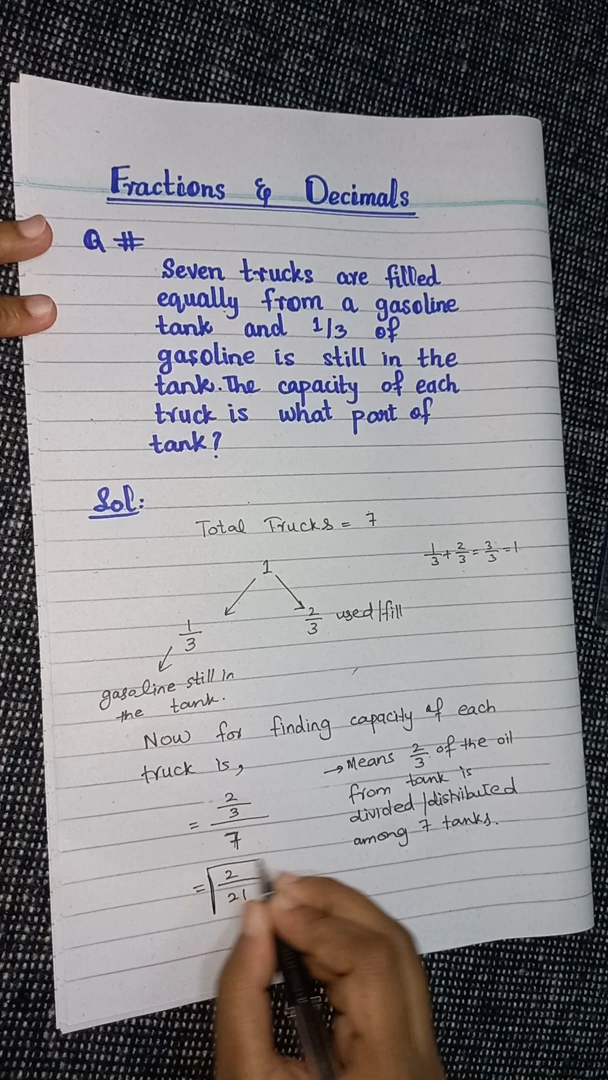 Fractions & Decimals
Q #
Seven trucks are filled
equally from a gasoline
tank and 1/3 of
gasoline is still in the
tank. The capacity of each
truck is what part of
tank?
Sol:
Total Trucks = 7
1/3 + 2/3 = 3/3 = 1
1
1/3
2/3 used/fill
gasoline still in
the tank.
Now for finding capacity of each
truck is,
→ Means 2/3 of the oil
from tank is
divided/distributed
among 7 tanks.
= 2/3
7
= 2/21